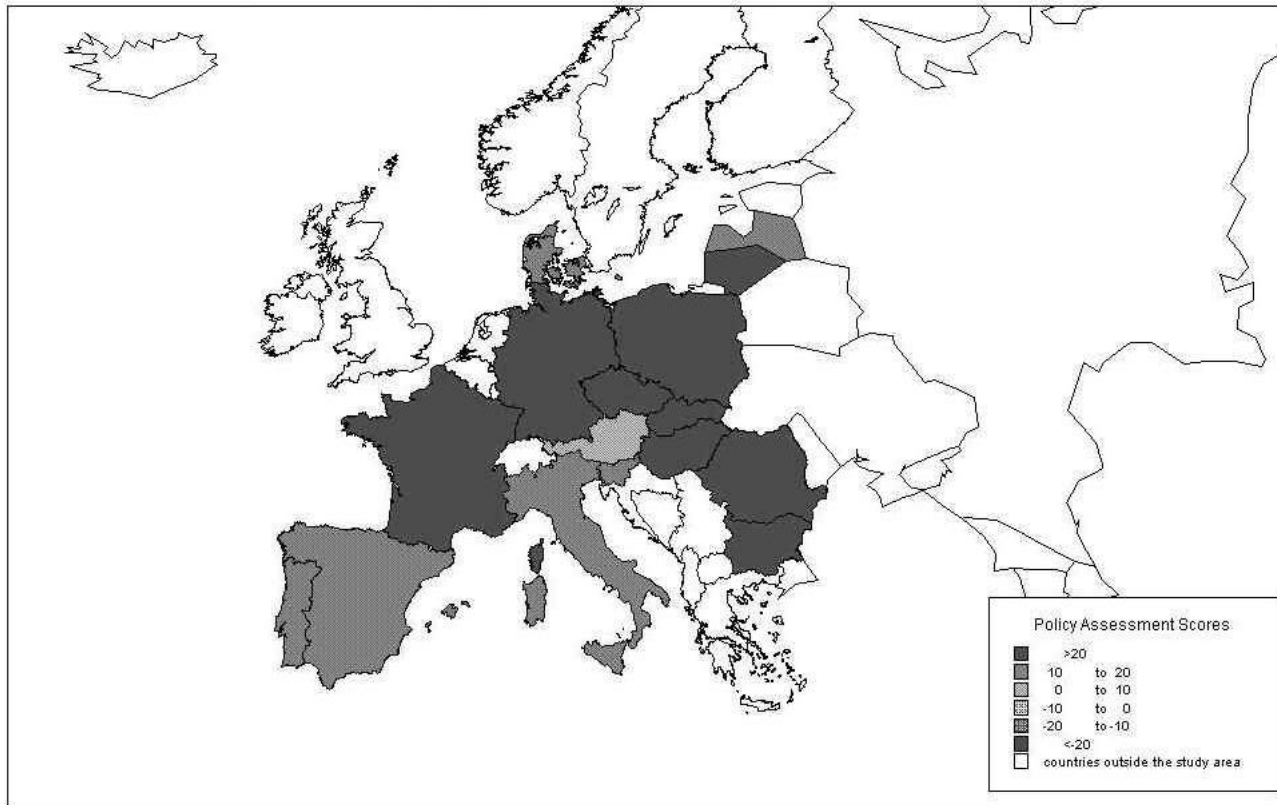 Policy Assessment Scores
>20
10 to 20
0 to 10
-10 to 0
-20 to -10
<-20
countries outside the study area